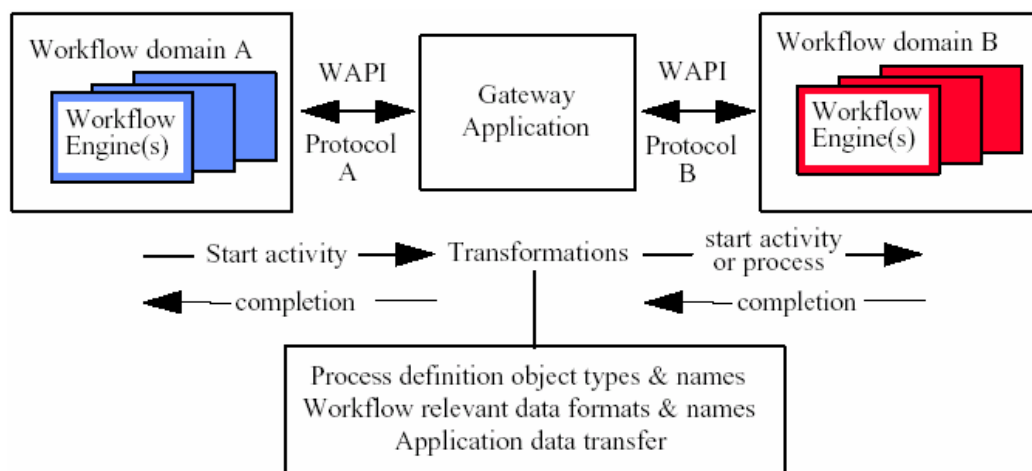 Workflow domain A
Workflow
Engine(s)
WAPI
Protocol
A
Gateway
Application
WAPI
Protocol
B
Workflow domain B
Workflow
Engine(s)
Start activity
Transformations
start activity
or process
completion
completion
Process definition object types & names
Workflow relevant data formats & names
Application data transfer